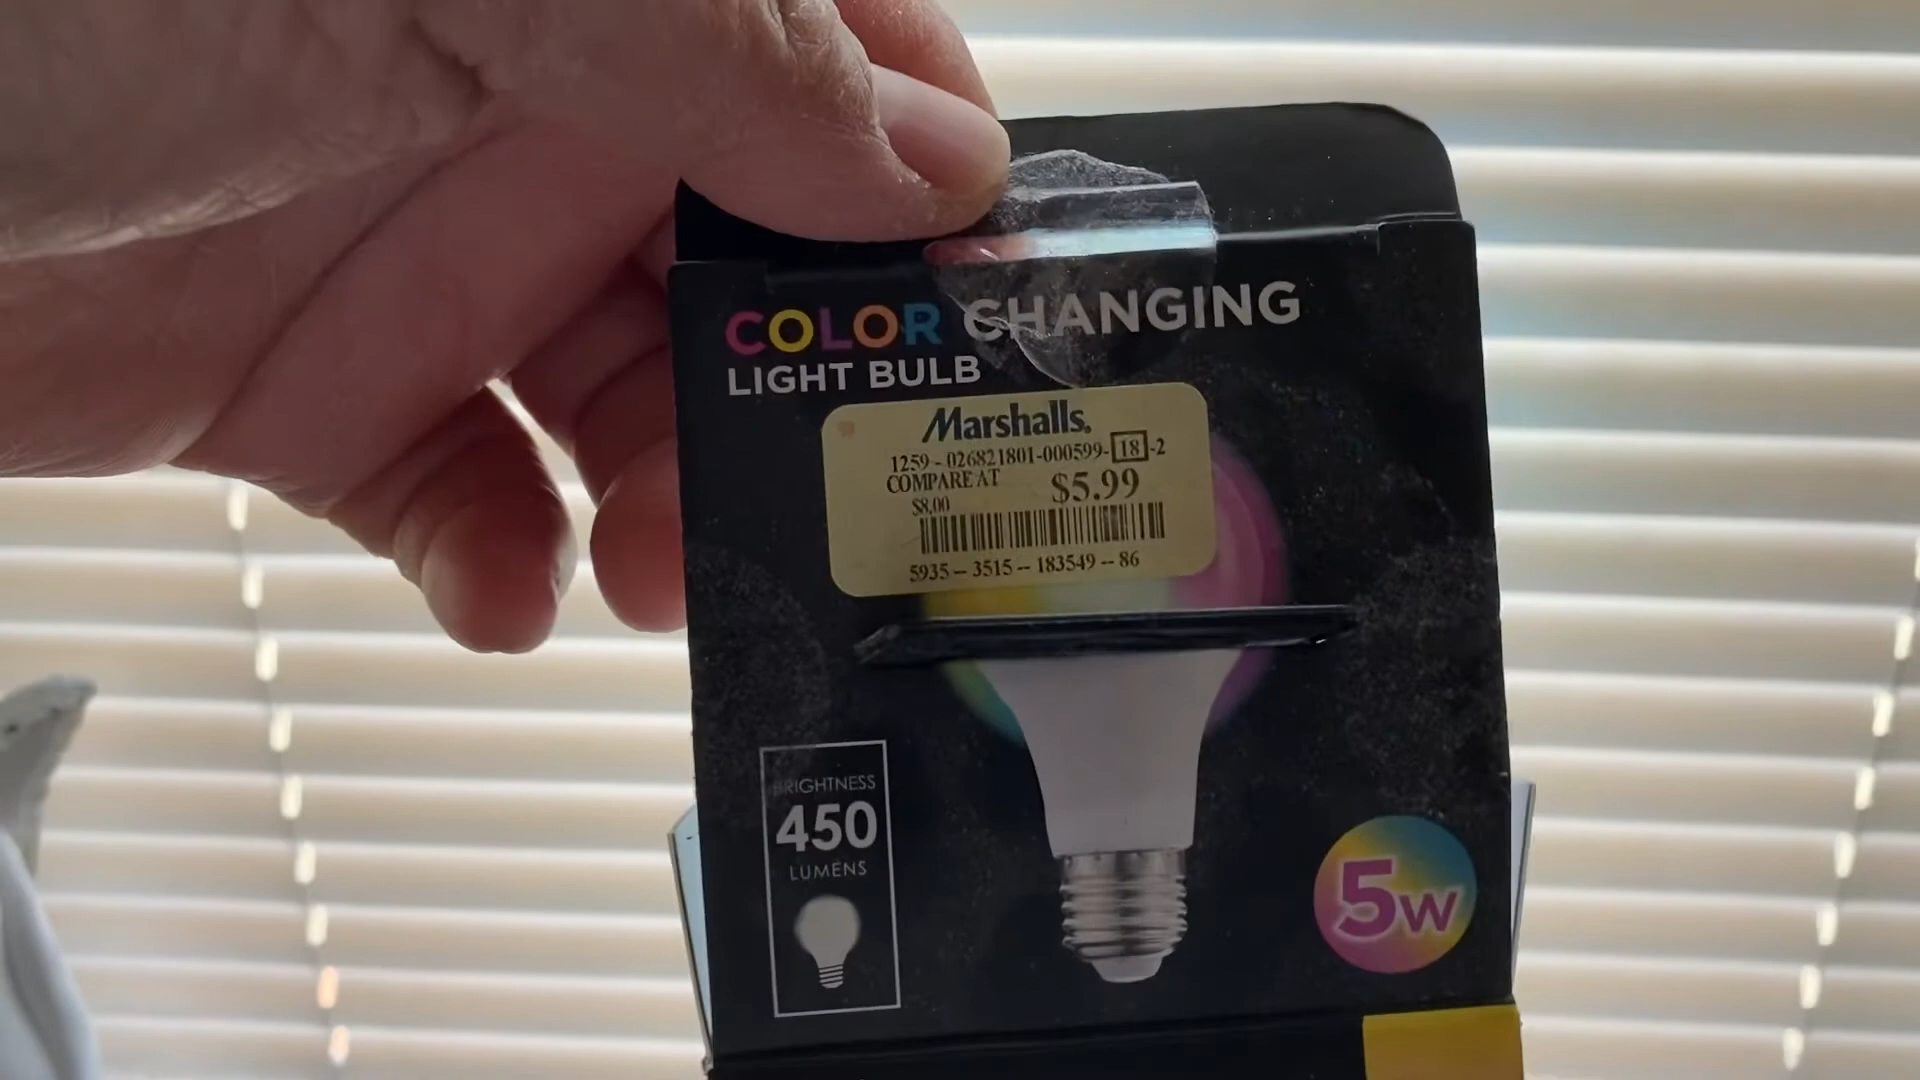 COLOR CHANGING
LIGHT BULB
Marshalls.
1259 - 026821801-000599-18-2
COMPARE AT
$5.99
$8.00
5935 -- 3515 -- 183549 -- 86
BRIGHTNESS
450
LUMENS
5W